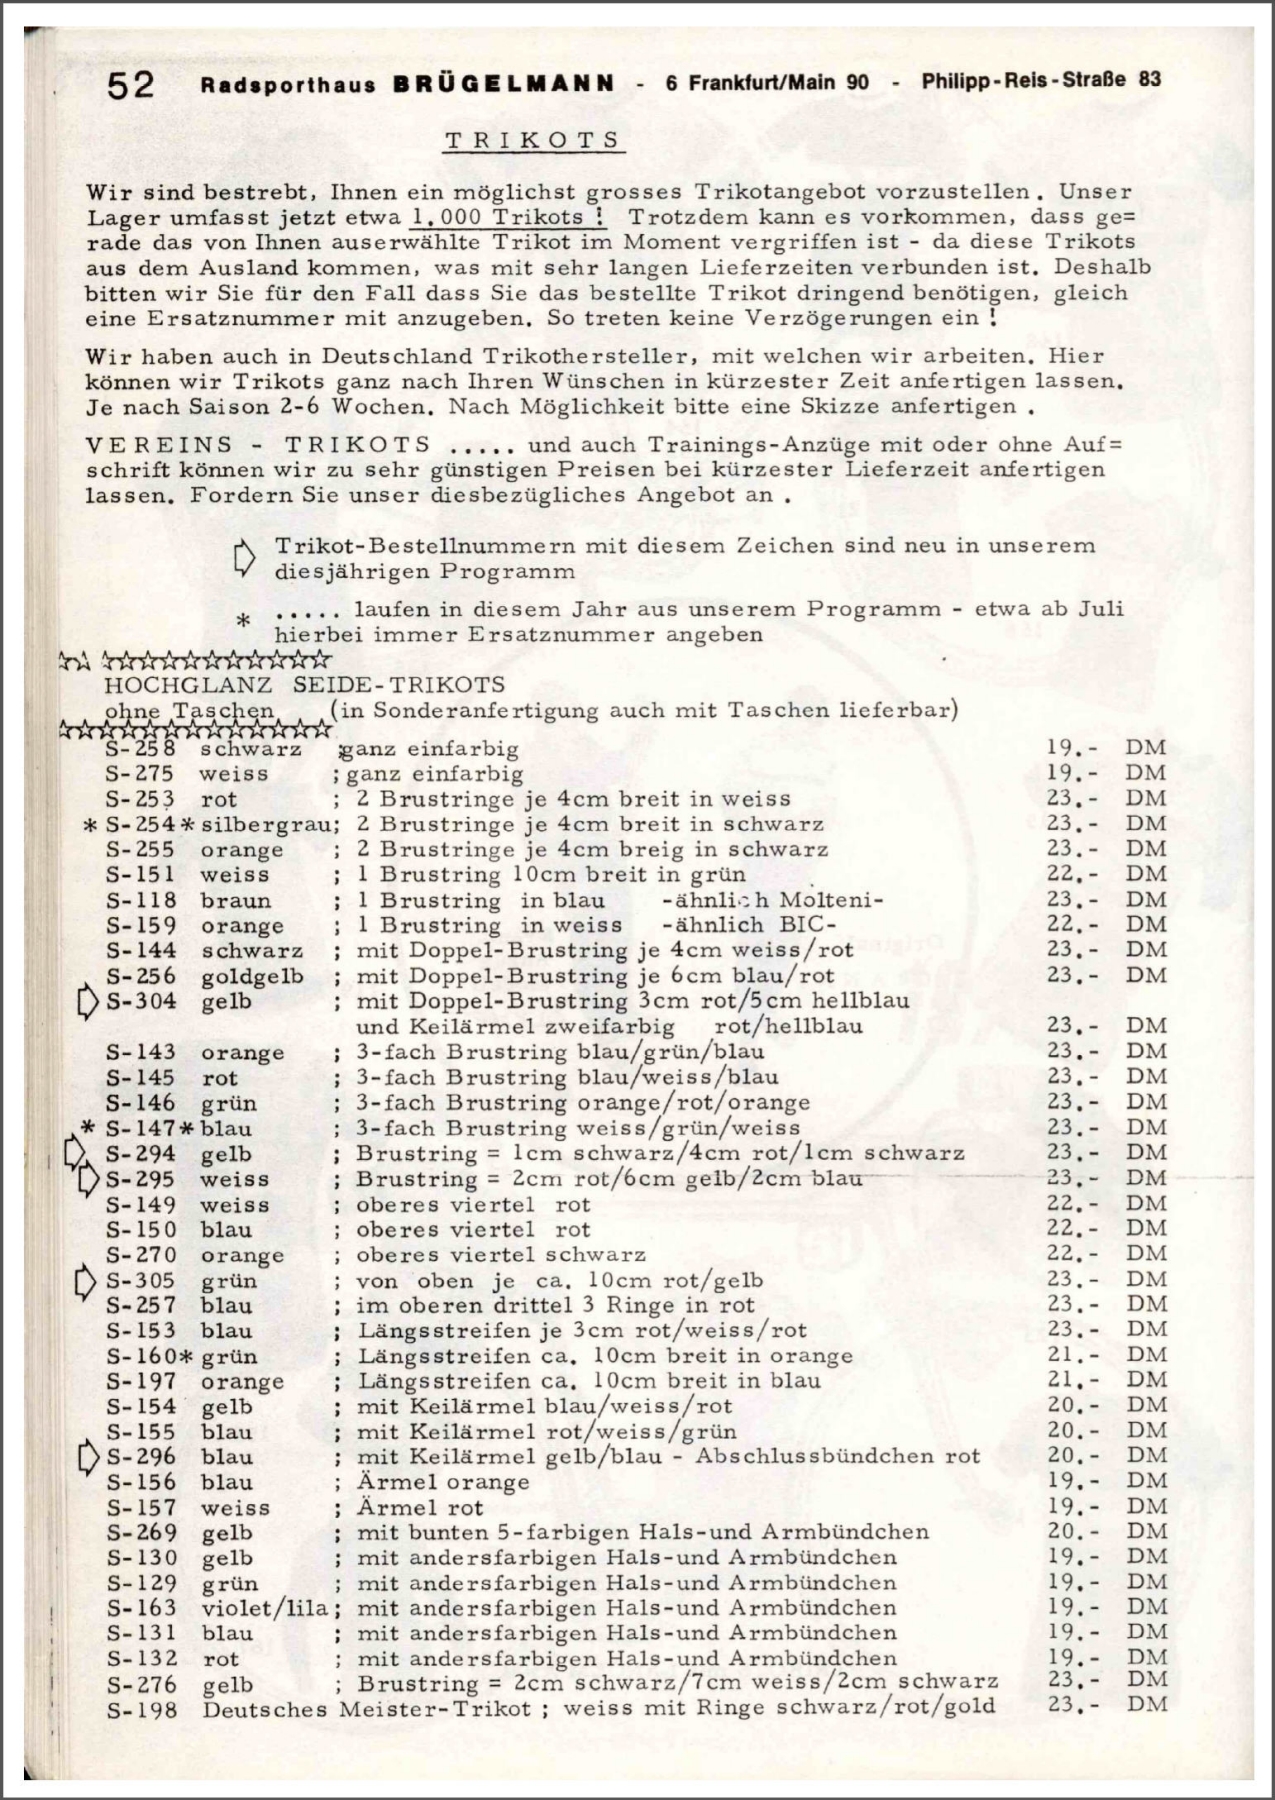 52 Radsporthaus BRÜGELMANN - 6 Frankfurt/Main 90 - Philipp-Reis-Straße 83
TRIKOTS
Wir sind bestrebt, Ihnen ein möglichst grosses Trikotangebot vorzustellen. Unser
Lager umfasst jetzt etwa 1.000 Trikots ! Trotzdem kann es vorkommen, dass ge=
rade das von Ihnen auserwählte Trikot im Moment vergriffen ist - da diese Trikots
aus dem Ausland kommen, was mit sehr langen Lieferzeiten verbunden ist. Deshalb
bitten wir Sie für den Fall dass Sie das bestellte Trikot dringend benötigen, gleich
eine Ersatznummer mit anzugeben. So treten keine Verzögerungen ein !
Wir haben auch in Deutschland Trikothersteller, mit welchen wir arbeiten. Hier
können wir Trikots ganz nach Ihren Wünschen in kürzester Zeit anfertigen lassen.
Je nach Saison 2-6 Wochen. Nach Möglichkeit bitte eine Skizze anfertigen .
VEREINS - TRIKOTS ..... und auch Trainings-Anzüge mit oder ohne Auf=
schrift können wir zu sehr günstigen Preisen bei kürzester Lieferzeit anfertigen
lassen. Fordern Sie unser diesbezügliches Angebot an .
Trikot-Bestellnummern mit diesem Zeichen sind neu in unserem
diesjährigen Programm
* ..... laufen in diesem Jahr aus unserem Programm - etwa ab Juli
hierbei immer Ersatznummer angeben
HOCHGLANZ SEIDE-TRIKOTS
ohne Taschen (in Sonderanfertigung auch mit Taschen lieferbar)
S-258 schwarz ;ganz einfarbig 19.- DM
S-275 weiss ;ganz einfarbig 19.- DM
S-253 rot ; 2 Brustringe je 4cm breit in weiss 23.- DM
* S-254* silbergrau; 2 Brustringe je 4cm breit in schwarz 23.- DM
S-255 orange ; 2 Brustringe je 4cm breig in schwarz 23.- DM
S-151 weiss ; 1 Brustring 10cm breit in grün 22.- DM
S-118 braun ; 1 Brustring in blau -ähnlich Molteni- 23.- DM
S-159 orange ; 1 Brustring in weiss -ähnlich BIC- 22.- DM
S-144 schwarz ; mit Doppel-Brustring je 4cm weiss/rot 23.- DM
S-256 goldgelb ; mit Doppel-Brustring je 6cm blau/rot 23.- DM
S-304 gelb ; mit Doppel-Brustring 3cm rot/5cm hellblau
und Keilärmel zweifarbig rot/hellblau 23.- DM
S-143 orange ; 3-fach Brustring blau/grün/blau 23.- DM
S-145 rot ; 3-fach Brustring blau/weiss/blau 23.- DM
S-146 grün ; 3-fach Brustring orange/rot/orange 23.- DM
* S-147* blau ; 3-fach Brustring weiss/grün/weiss 23.- DM
S-294 gelb ; Brustring = 1cm schwarz/4cm rot/1cm schwarz 23.- DM
S-295 weiss ; Brustring = 2cm rot/6cm gelb/2cm blau 23.- DM
S-149 weiss ; oberes viertel rot 22.- DM
S-150 blau ; oberes viertel rot 22.- DM
S-270 orange ; oberes viertel schwarz 22.- DM
S-305 grün ; von oben je ca. 10cm rot/gelb 23.- DM
S-257 blau ; im oberen drittel 3 Ringe in rot 23.- DM
S-153 blau ; Längsstreifen je 3cm rot/weiss/rot 23.- DM
S-160* grün ; Längsstreifen ca. 10cm breit in orange 21.- DM
S-197 orange ; Längsstreifen ca. 10cm breit in blau 21.- DM
S-154 gelb ; mit Keilärmel blau/weiss/rot 20.- DM
S-155 blau ; mit Keilärmel rot/weiss/grün 20.- DM
S-296 blau ; mit Keilärmel gelb/blau - Abschlussbündchen rot 20.- DM
S-156 blau ; Ärmel orange 19.- DM
S-157 weiss ; Ärmel rot 19.- DM
S-269 gelb ; mit bunten 5-farbigen Hals-und Armbündchen 20.- DM
S-130 gelb ; mit andersfarbigen Hals-und Armbündchen 19.- DM
S-129 grün ; mit andersfarbigen Hals-und Armbündchen 19.- DM
S-163 violet/lila; mit andersfarbigen Hals-und Armbündchen 19.- DM
S-131 blau ; mit andersfarbigen Hals-und Armbündchen 19.- DM
S-132 rot ; mit andersfarbigen Hals-und Armbündchen 19.- DM
S-276 gelb ; Brustring = 2cm schwarz/7cm weiss/2cm schwarz 23.- DM
S-198 Deutsches Meister-Trikot ; weiss mit Ringe schwarz/rot/gold 23.- DM